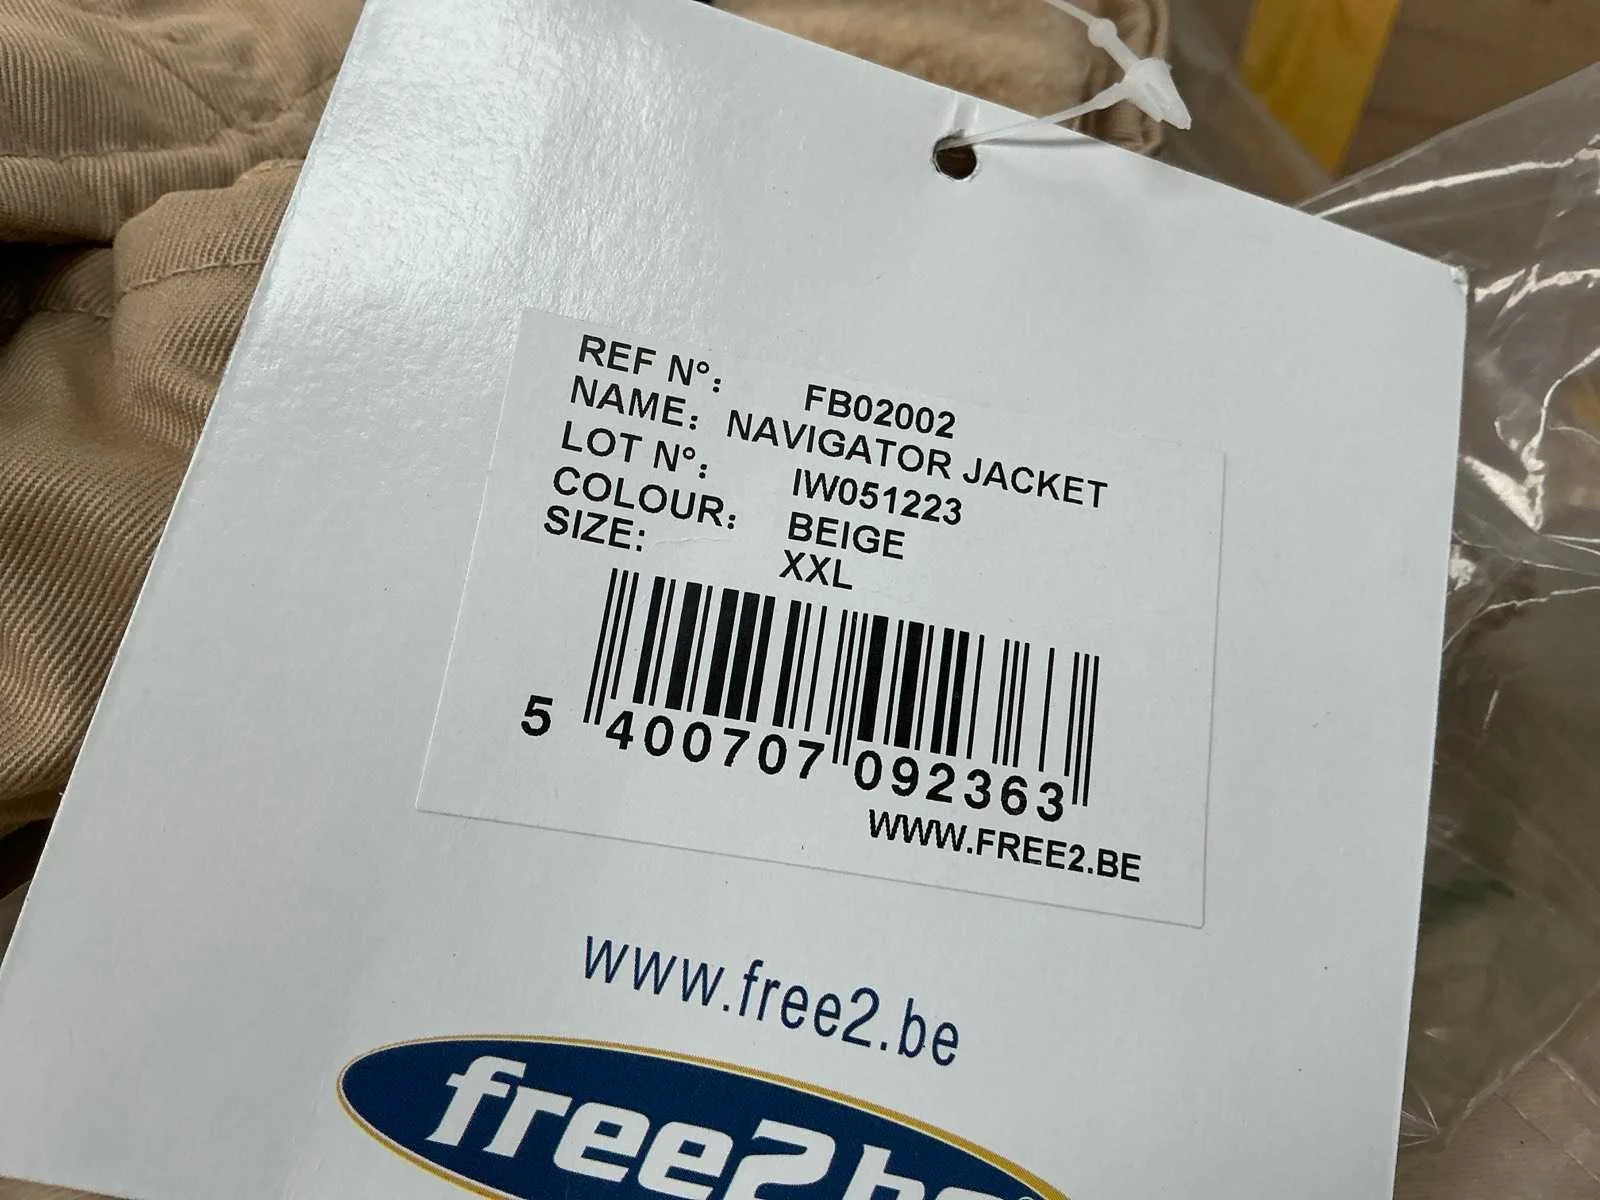 REF N°: FB02002
NAME: NAVIGATOR JACKET
LOT N°: IW051223
COLOUR: BEIGE
SIZE: XXL
5 400707 092363
WWW.FREE2.BE
www.free2.be
free2be